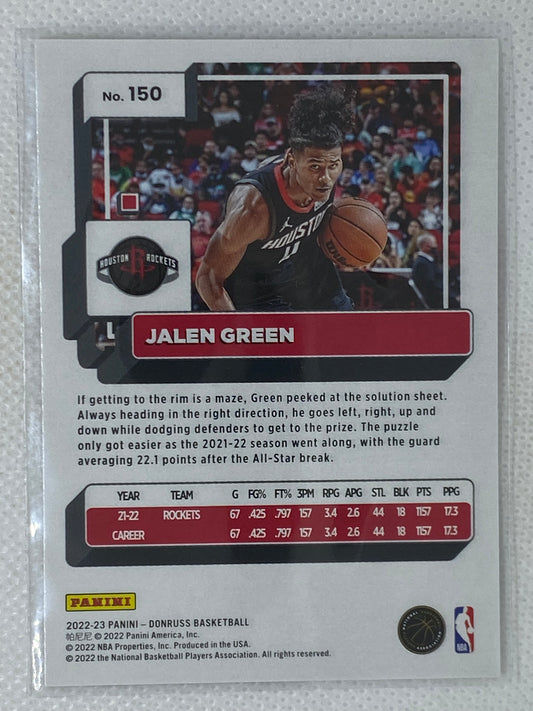 No. 150
HOUSTON
4
HOUSTON ROCKETS
JALEN GREEN
If getting to the rim is a maze, Green peeked at the solution sheet.
Always heading in the right direction, he goes left, right, up and
down while dodging defenders to get to the prize. The puzzle
only got easier as the 2021-22 season went along, with the guard
averaging 22.1 points after the All-Star break.
YEAR TEAM G FG% FT% 3PM RPG APG STL BLK PTS PPG
21-22 ROCKETS 67 .425 .797 157 3.4 2.6 44 18 1157 17.3
CAREER 67 .425 .797 157 3.4 2.6 44 18 1157 17.3
PANINI
2022-23 PANINI – DONRUSS BASKETBALL
帕尼尼 © 2022 Panini America, Inc.
© 2022 NBA Properties, Inc. Produced in the USA.
© 2022 the National Basketball Players Association. All rights reserved.
NBA